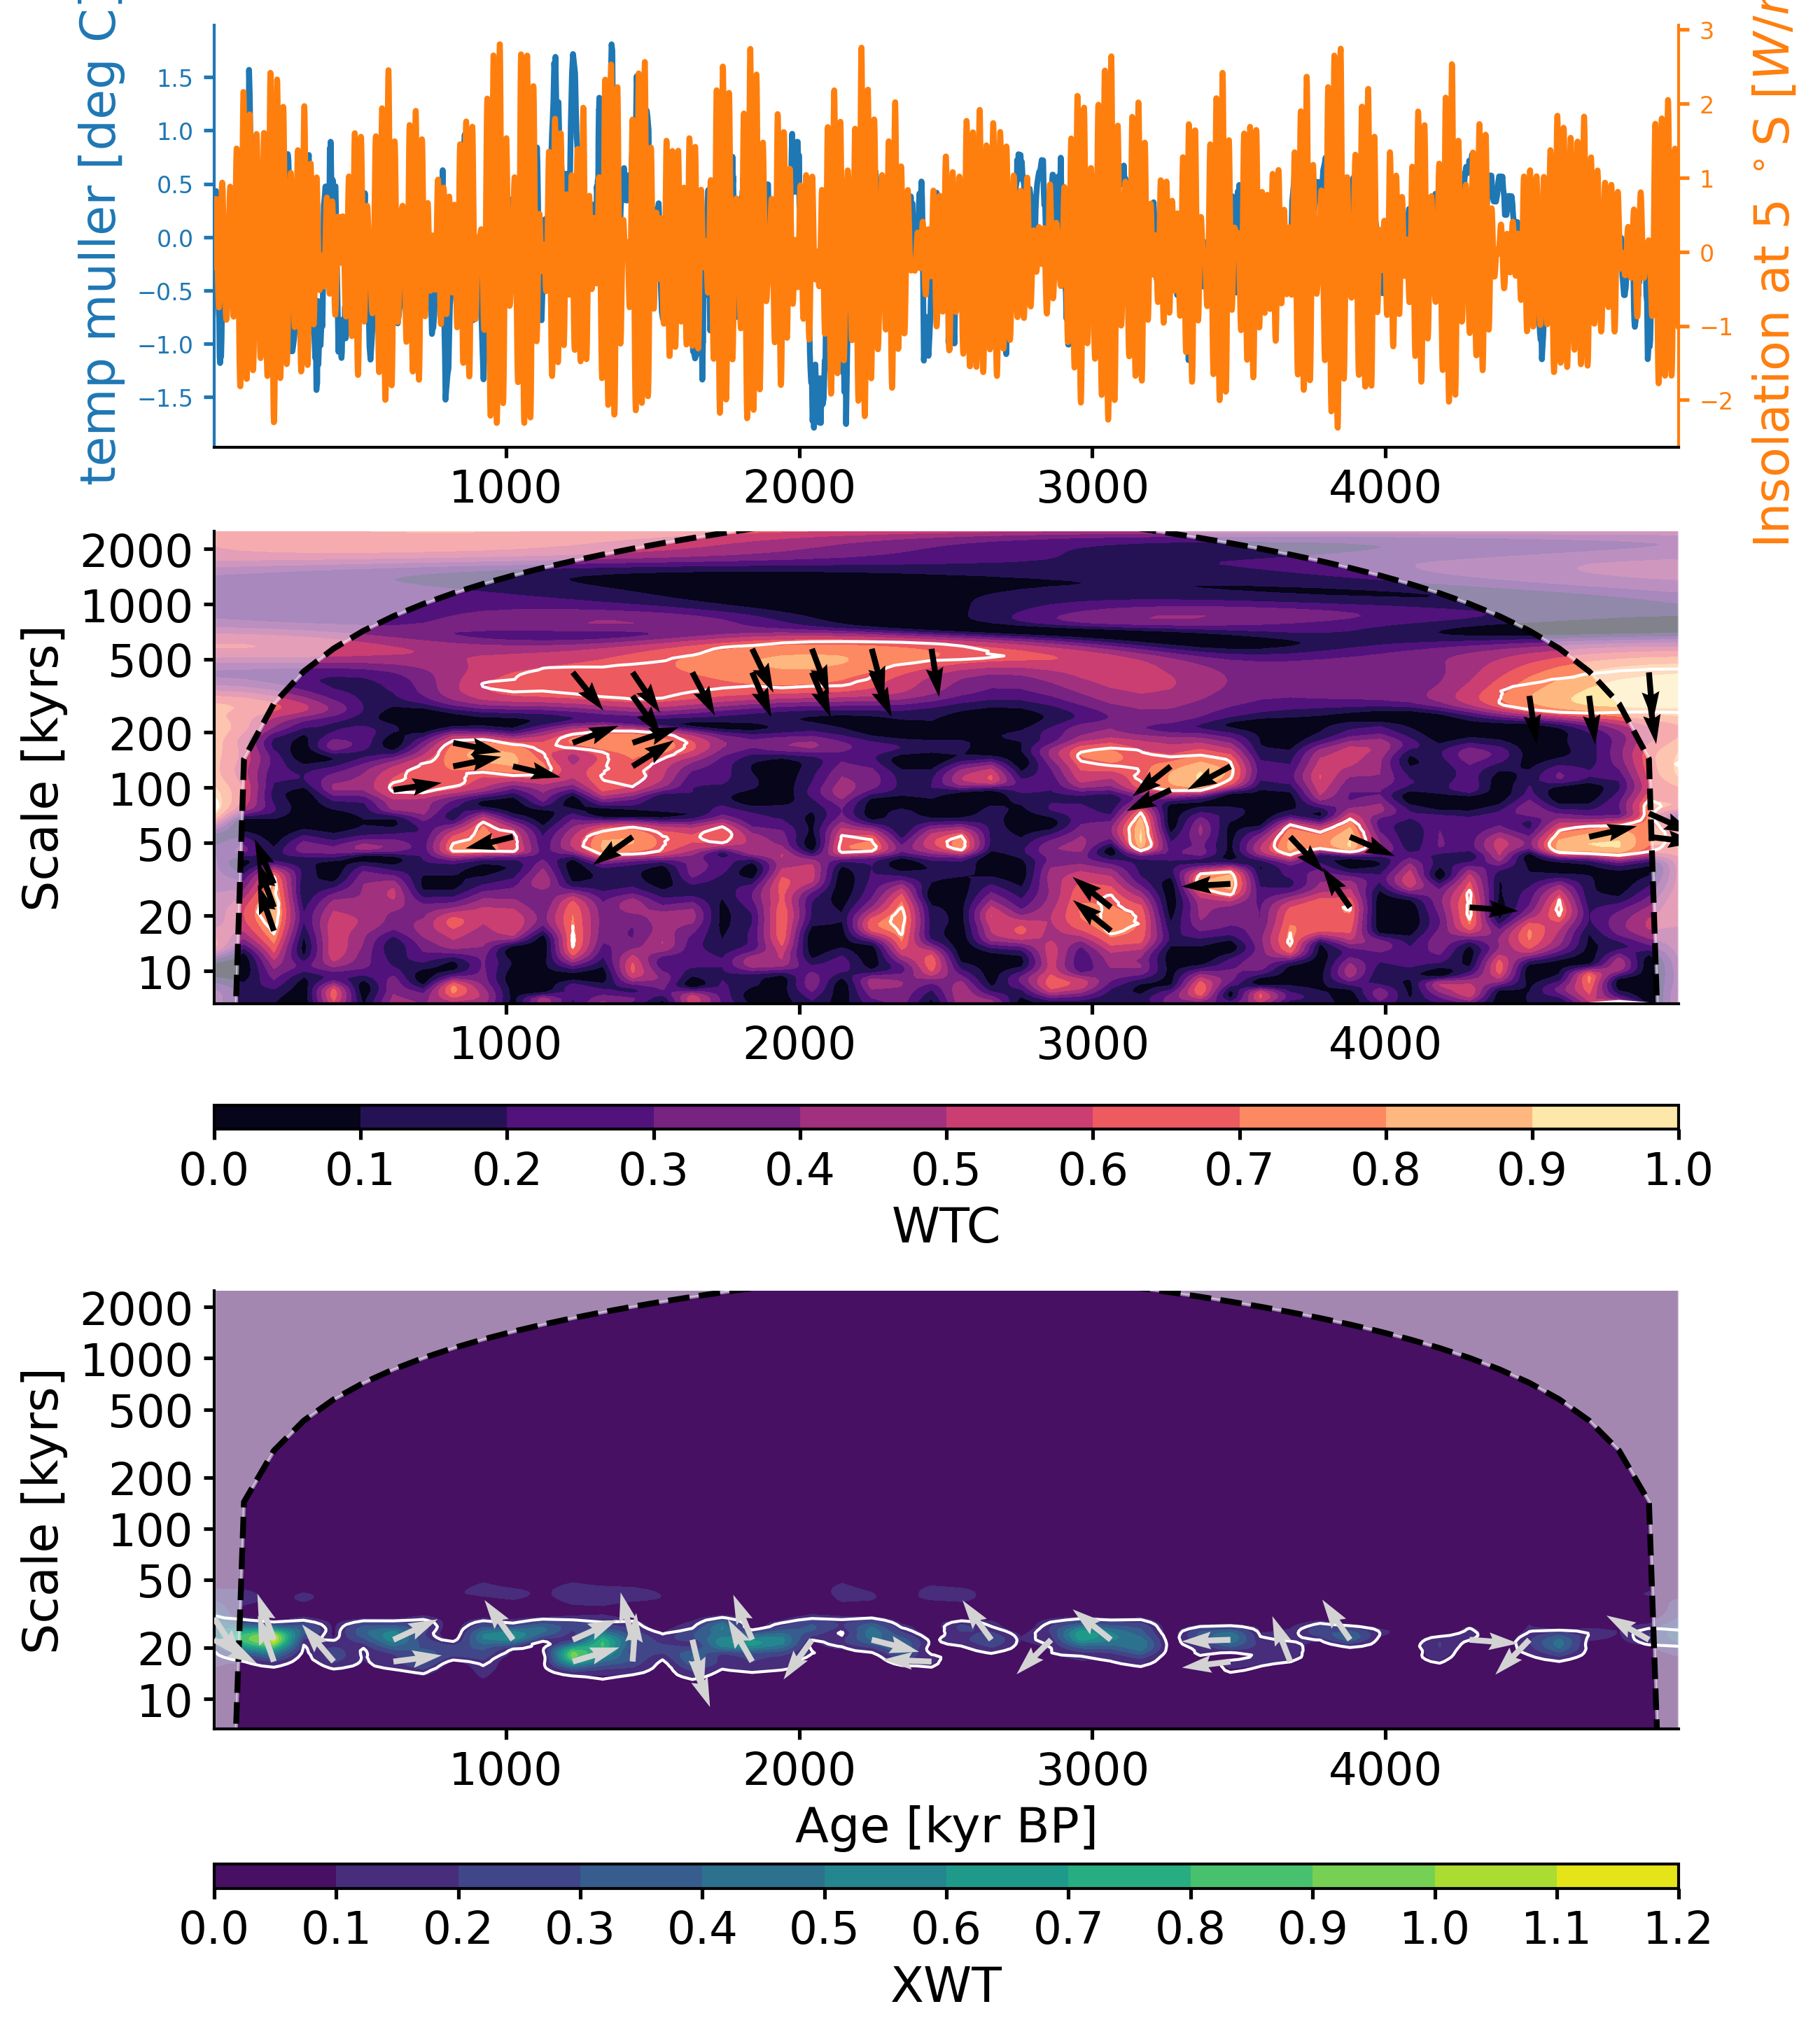 temp muller [deg C]
1.5
1.0
0.5
0.0
−0.5
−1.0
−1.5
3
2
1
0
−1
−2
Insolation at 5 °S [W/
1000 2000 3000 4000
Scale [kyrs]
2000
1000
500
200
100
50
20
10
1000 2000 3000 4000
0.0 0.1 0.2 0.3 0.4 0.5 0.6 0.7 0.8 0.9 1.0
WTC
Scale [kyrs]
2000
1000
500
200
100
50
20
10
1000 2000 3000 4000
Age [kyr BP]
0.0 0.1 0.2 0.3 0.4 0.5 0.6 0.7 0.8 0.9 1.0 1.1 1.2
XWT